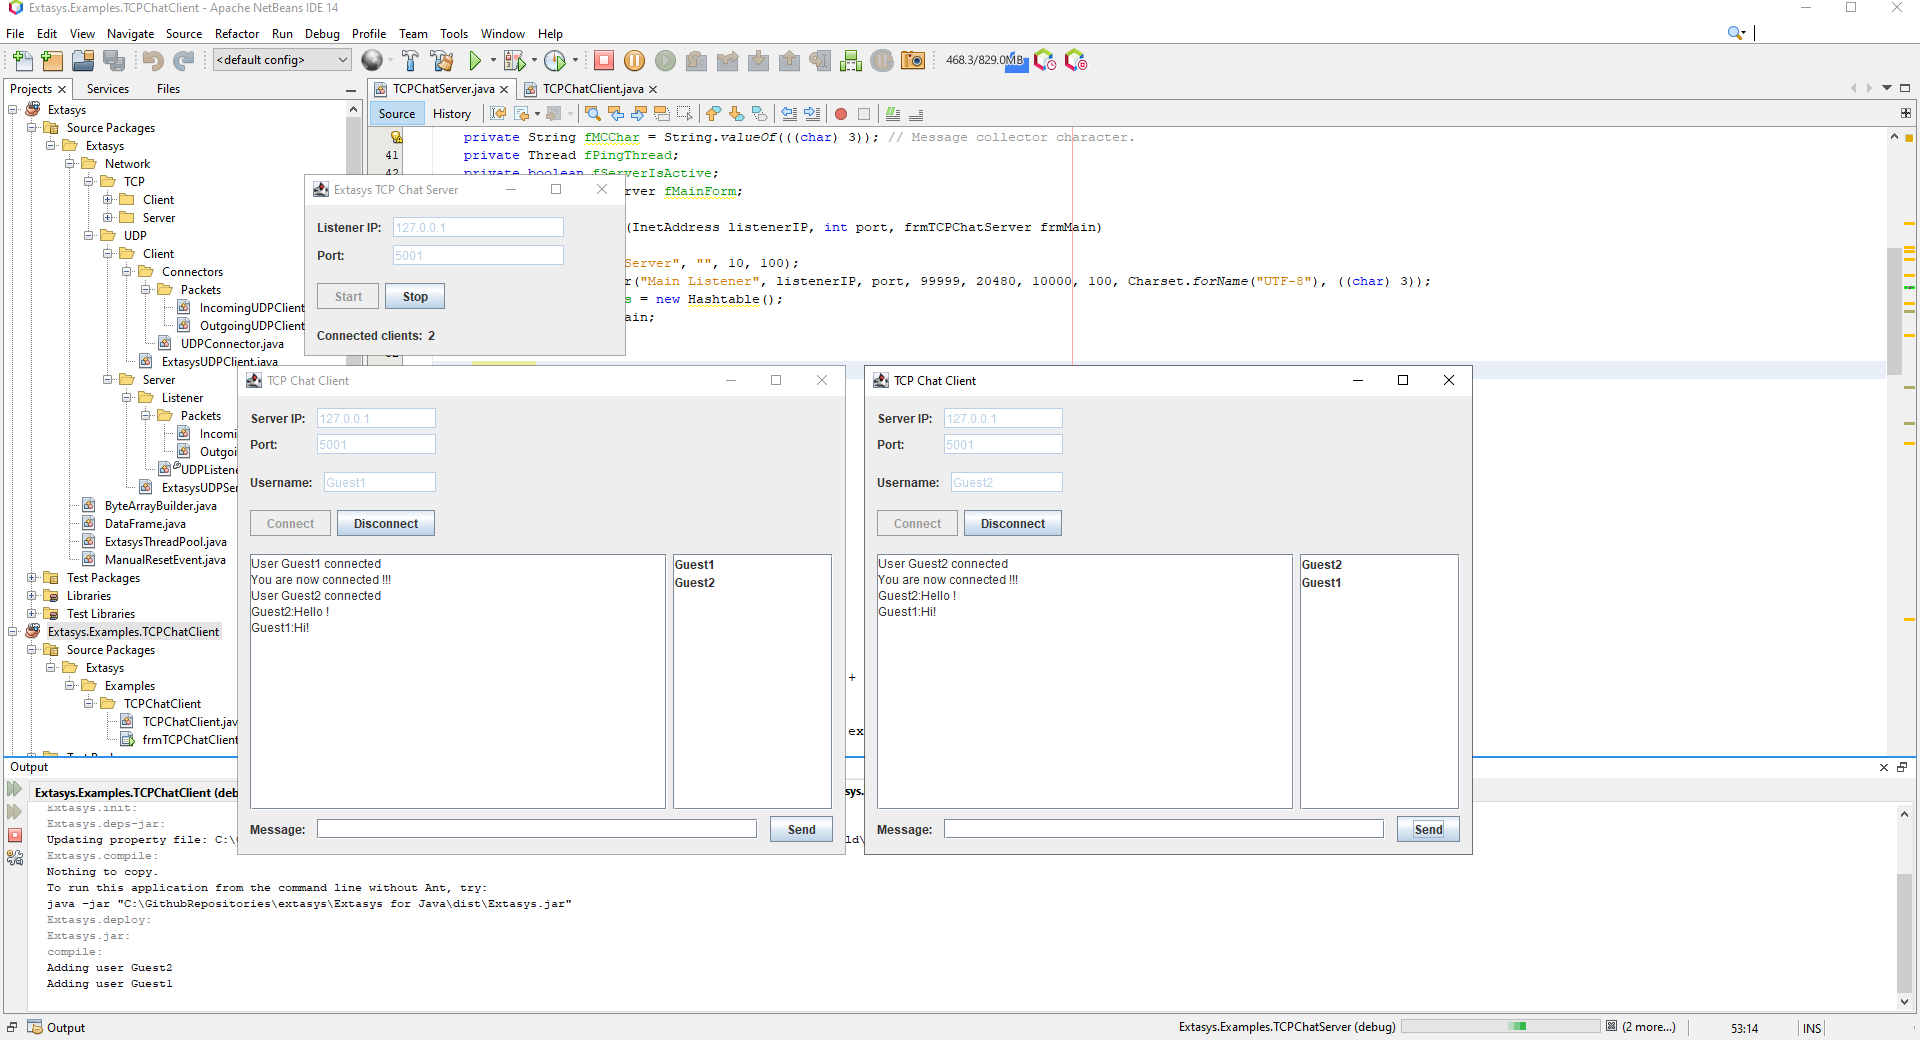 Extasys.Examples.TCPChatClient - Apache NetBeans IDE 14
File Edit View Navigate Source Refactor Run Debug Profile Team Tools Window Help
<default config>
468.3/829.0MB
Projects Services Files
TCPChatServer.java TCPChatClient.java
Source History
Extasys
Source Packages
Extasys
Network
TCP
Client
Server
UDP
Client
Connectors
Packets
IncomingUDPClient
OutgoingUDPClient
UDPConnector.java
ExtasysUDPClient.java
Server
Listener
Packets
Incomi
Outgoi
UDPListene
ExtasysUDPSer
ByteArrayBuilder.java
DataFrame.java
ExtasysThreadPool.java
ManualResetEvent.java
Test Packages
Libraries
Test Libraries
Extasys.Examples.TCPChatClient
Source Packages
Extasys
Examples
TCPChatClient
TCPChatClient.jav
frmTCPChatClient
private String fMCChar = String.valueOf(((char) 3)); // Message collector character.
41 private Thread fPingThread;
42 private boolean fServerIsActive;
erver fMainForm;
(InetAddress listenerIP, int port, frmTCPChatServer frmMain)
Server", "", 10, 100);
r("Main Listener", listenerIP, port, 99999, 20480, 10000, 100, Charset.forName("UTF-8"), ((char) 3));
s = new Hashtable();
ain;
+
ex
Extasys TCP Chat Server
Listener IP: 127.0.0.1
Port: 5001
Start Stop
Connected clients: 2
TCP Chat Client
Server IP: 127.0.0.1
Port: 5001
Username: Guest1
Connect Disconnect
User Guest1 connected
You are now connected !!!
User Guest2 connected
Guest2:Hello !
Guest1:Hi!
Guest1
Guest2
Message: Send
TCP Chat Client
Server IP: 127.0.0.1
Port: 5001
Username: Guest2
Connect Disconnect
User Guest2 connected
You are now connected !!!
Guest2:Hello !
Guest1:Hi!
Guest2
Guest1
Message: Send
Output
Extasys.Examples.TCPChatClient (deb
sys.
Extasys.init:
Extasys.deps-jar:
Updating property file: C:\
ld\
Extasys.compile:
Nothing to copy.
To run this application from the command line without Ant, try:
java -jar "C:\GithubRepositories\extasys\Extasys for Java\dist\Extasys.jar"
Extasys.deploy:
Extasys.jar:
compile:
Adding user Guest2
Adding user Guest1
Output
Extasys.Examples.TCPChatServer (debug) (2 more...) 53:14 INS